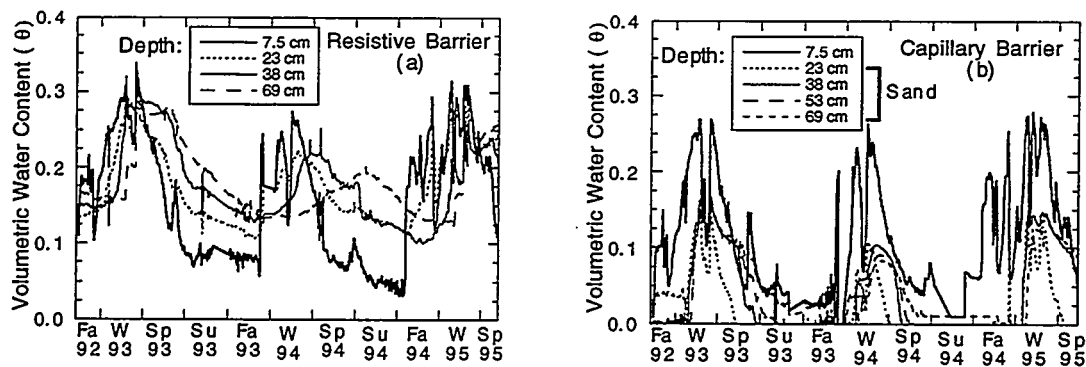 Volumetric Water Content (θ)
0.4
0.3
0.2
0.1
0.0
Depth:
7.5 cm
23 cm
38 cm
69 cm
Resistive Barrier
(a)
Fa W Sp Su Fa W Sp Su Fa W Sp
92 93 93 93 93 94 94 94 94 95 95
Volumetric Water Content (θ)
0.4
0.3
0.2
0.1
0.0
Depth:
7.5 cm
23 cm
38 cm
53 cm
69 cm
Sand
Capillary Barrier
(b)
Fa W Sp Su Fa W Sp Su Fa W Sp
92 93 93 93 93 94 94 94 94 95 95